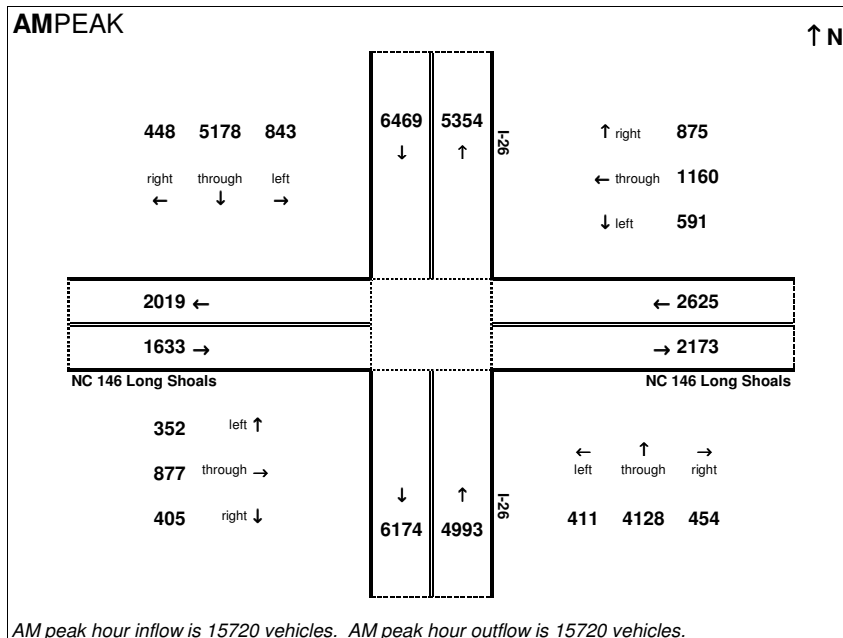 AMPEAK
↑ N
448 5178 843
right through left
← ↓ →
6469 5354
↓ ↑
I-26
↑ right 875
← through 1160
↓ left 591
2019 ←
← 2625
1633 →
→ 2173
NC 146 Long Shoals
NC 146 Long Shoals
352 left ↑
877 through →
405 right ↓
↓ ↑
6174 4993
I-26
← ↑ →
left through right
411 4128 454
AM peak hour inflow is 15720 vehicles. AM peak hour outflow is 15720 vehicles.